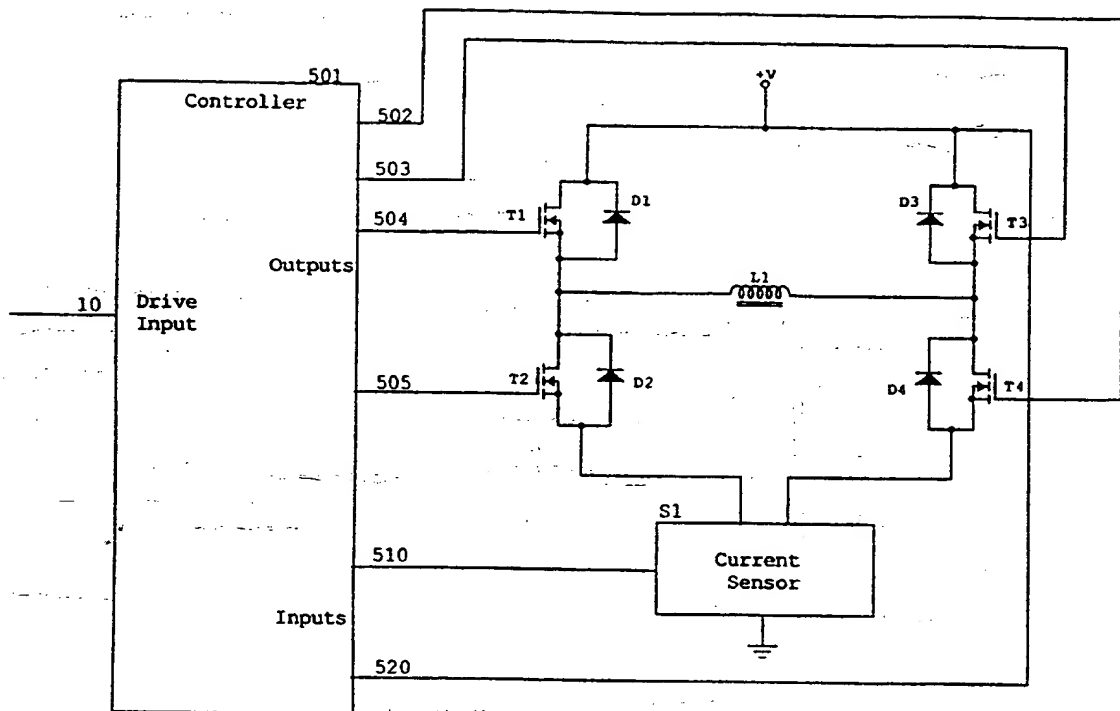 501
Controller
502
503
504
Outputs
10
Drive
Input
505
510
Inputs
520
+V
T1
D1
D3
T3
L1
T2
D2
D4
T4
S1
Current
Sensor